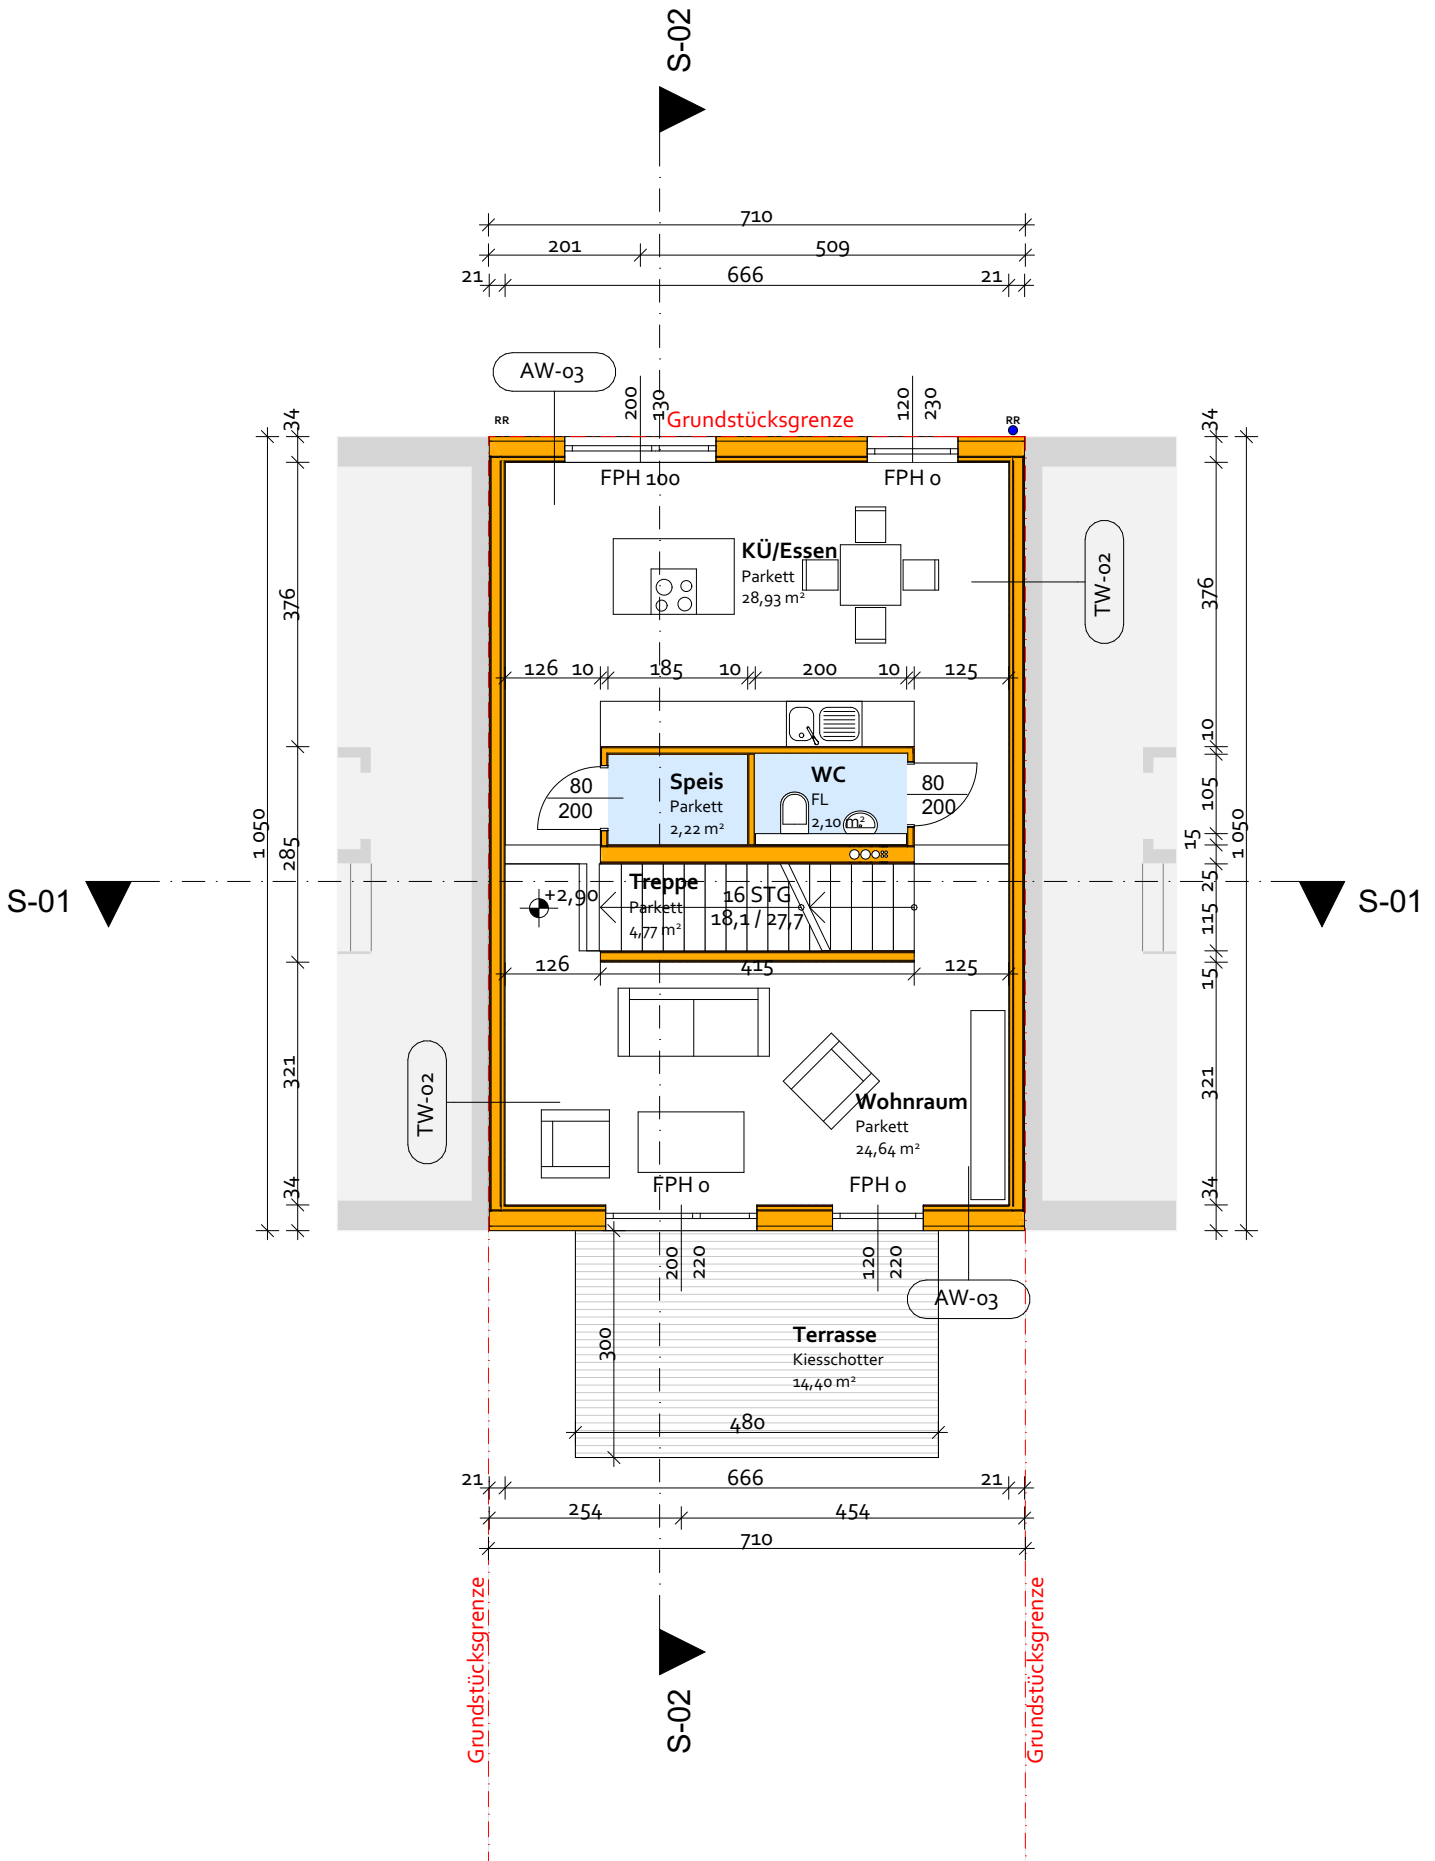 S-02
710
201
509
21
666
21
AW-03
200
130
120
230
Grundstücksgrenze
RR
RR
34
34
FPH 100
FPH 0
KÜ/Essen
Parkett
28,93 m²
TW-02
376
376
126
10
185
10
200
10
125
10
Speis
Parkett
2,22 m²
WC
FL
2,10 m²
80
200
80
200
105
15
1 050
285
1 050
25
S-01
S-01
+2,90
Treppe
Parkett
4,77 m²
16 STG
18,1 / 27,7
115
126
415
125
15
321
321
TW-02
Wohnraum
Parkett
24,64 m²
FPH 0
FPH 0
34
34
200
220
120
220
AW-03
300
Terrasse
Kiesschotter
14,40 m²
480
21
666
21
254
454
710
Grundstücksgrenze
Grundstücksgrenze
S-02